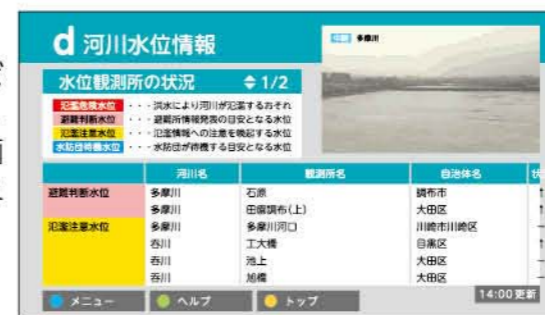 d 河川水位情報
中継 多摩川
水位観測所の状況 1/2
氾濫危険水位 ・・・洪水により河川が氾濫するおそれ
避難判断水位 ・・・避難所情報発表の目安となる水位
氾濫注意水位 ・・・氾濫情報への注意を喚起する水位
水防団待機水位 ・・・水防団が待機する目安となる水位
河川名 観測所名 自治体名 状
避難判断水位 多摩川 石原 調布市 ↑
多摩川 田園調布(上) 大田区 ↑
氾濫注意水位 多摩川 多摩川河口 川崎市川崎区 →
呑川 工大橋 目黒区 ↑
呑川 池上 大田区
呑川 旭橋 大田区
メニュー ヘルプ トップ 14:00更新